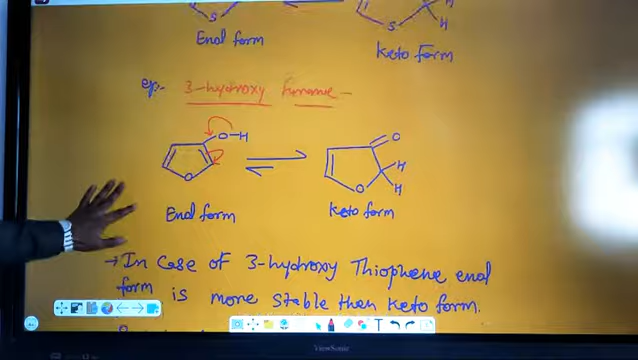 S
S
H
H
Enol form
Keto Form
eg:- 3-hydroxy furane -
O-H
O
O
O
H
H
Enol form
Keto form
→ In case of 3-hydroxy Thiophene enol
form is more stable then keto form.
T
ViewSonic